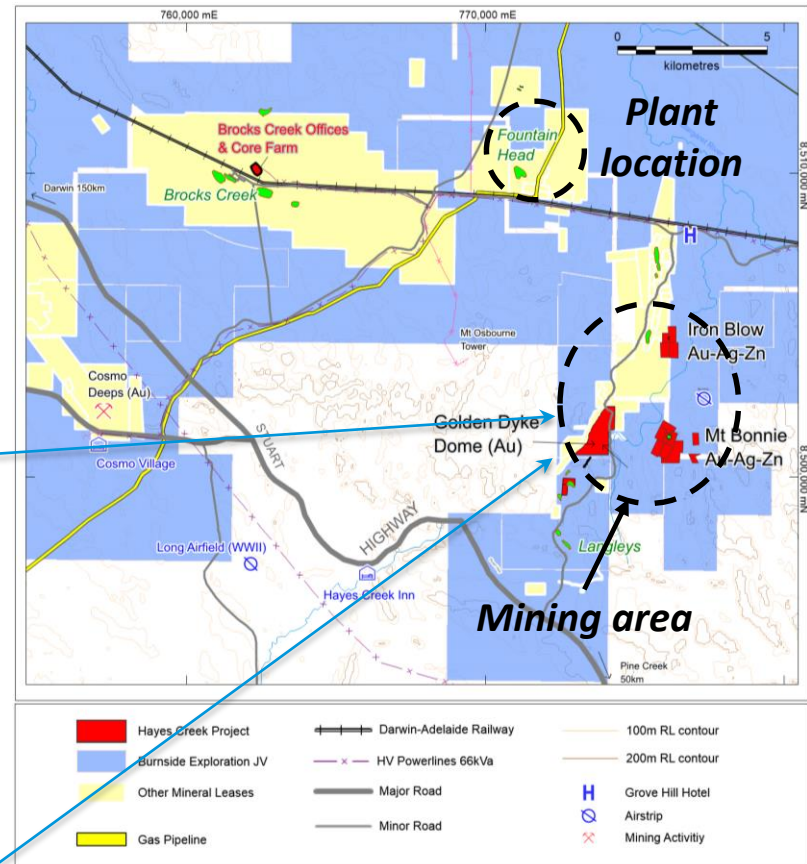 760,000 mE
770,000 mE
0
5
kilometres
Plant
location
N
Fountain
Head
Brocks Creek Offices
& Core Farm
Brocks Creek
Darwin 150km
8,510,000 mN
H
Mt Osbourne
Tower
Iron Blow
Au-Ag-Zn
Cosmo
Deeps (Au)
Cosmo Village
STUART
HIGHWAY
Golden Dyke
Dome (Au)
Mt Bonnie
Au-Ag-Zn
8,500,000 mN
Long Airfield (WWII)
Hayes Creek Inn
Langleys
Mining area
Pine Creek
50km
Hayes Creek Project
Darwin-Adelaide Railway
100m RL contour
Burnside Exploration JV
HV Powerlines 66kVa
200m RL contour
Other Mineral Leases
Major Road
H Grove Hill Hotel
Airstrip
Gas Pipeline
Minor Road
Mining Activitiy